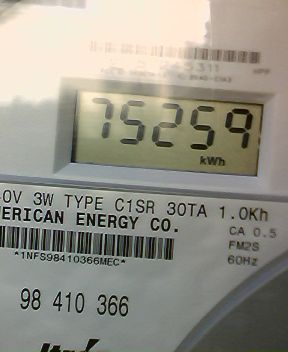 75259
kWh
0V 3W TYPE C1SR 30TA 1.0Kh
ERICAN ENERGY CO.
CA 0.5
FM2S
60Hz
*1NFS98410366MEC*
98 410 366